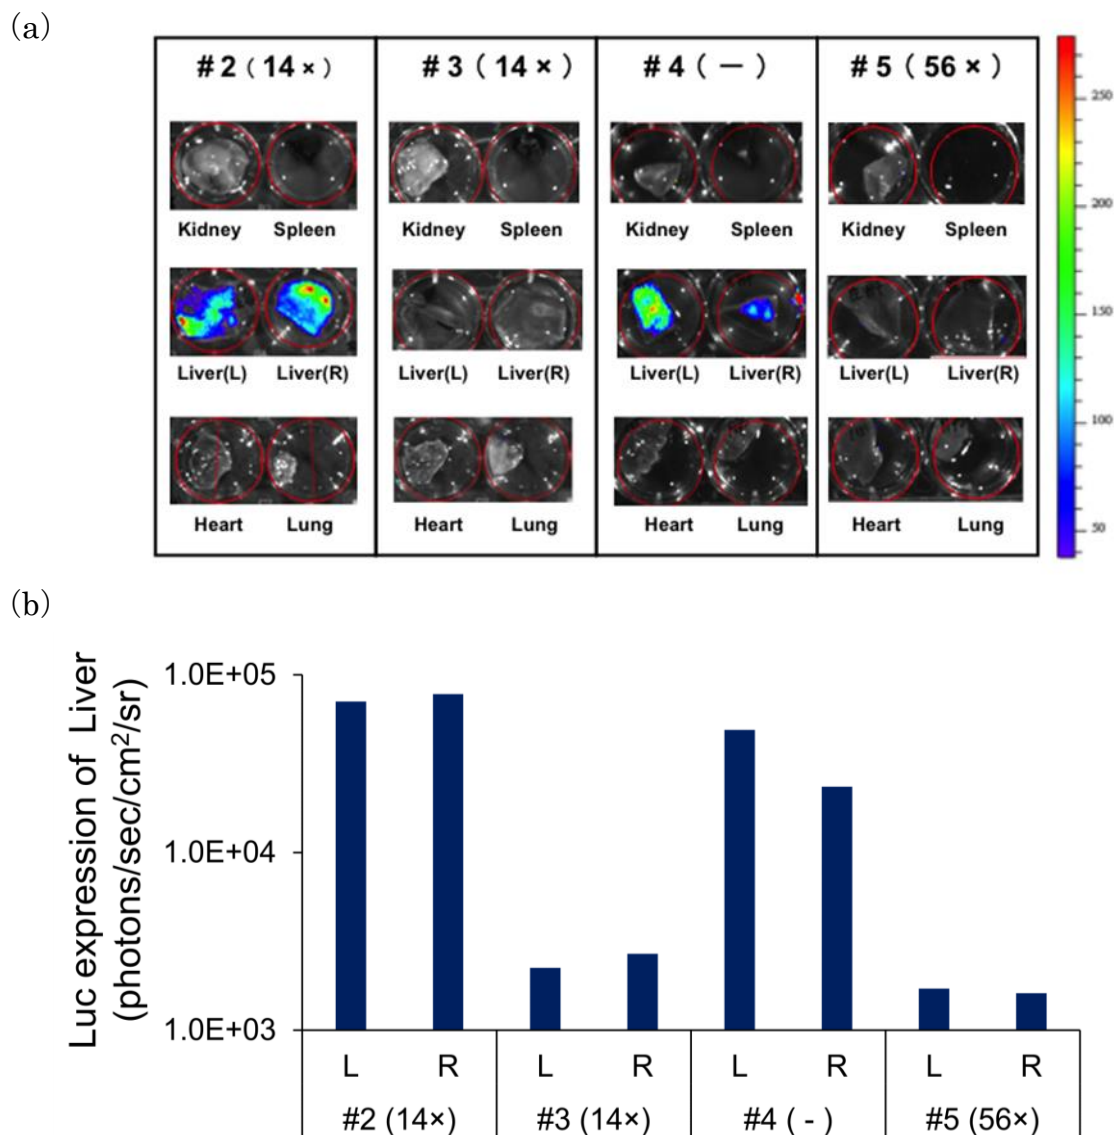 (a)
#2 (14×) #3 (14×) #4 (—) #5 (56×)
Kidney Spleen Kidney Spleen Kidney Spleen Kidney Spleen
Liver(L) Liver(R) Liver(L) Liver(R) Liver(L) Liver(R) Liver(L) Liver(R)
Heart Lung Heart Lung Heart Lung Heart Lung
250
200
150
100
50
(b)
Luc expression of Liver
(photons/sec/cm²/sr)
1.0E+05
1.0E+04
1.0E+03
L R L R L R L R
#2 (14×) #3 (14×) #4 ( - ) #5 (56×)